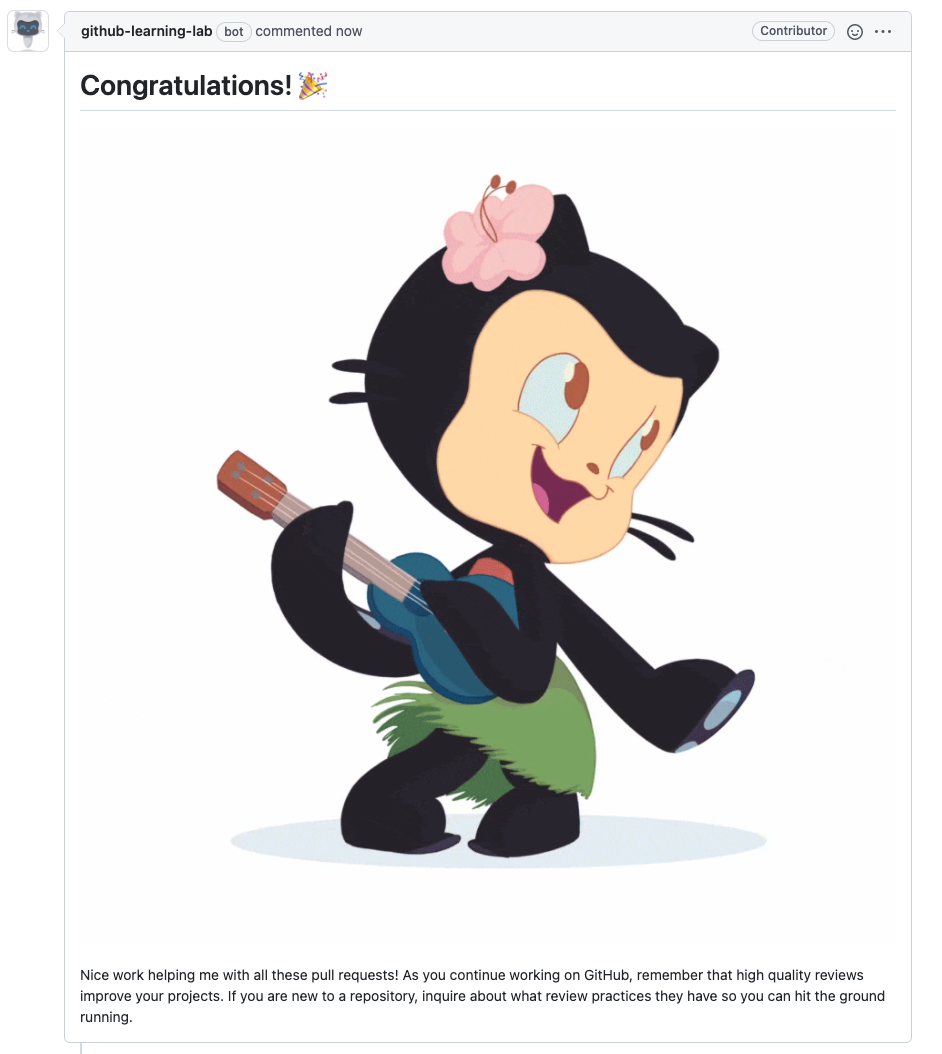 github-learning-lab bot commented now Contributor
Congratulations! 🎉
Nice work helping me with all these pull requests! As you continue working on GitHub, remember that high quality reviews
improve your projects. If you are new to a repository, inquire about what review practices they have so you can hit the ground
running.